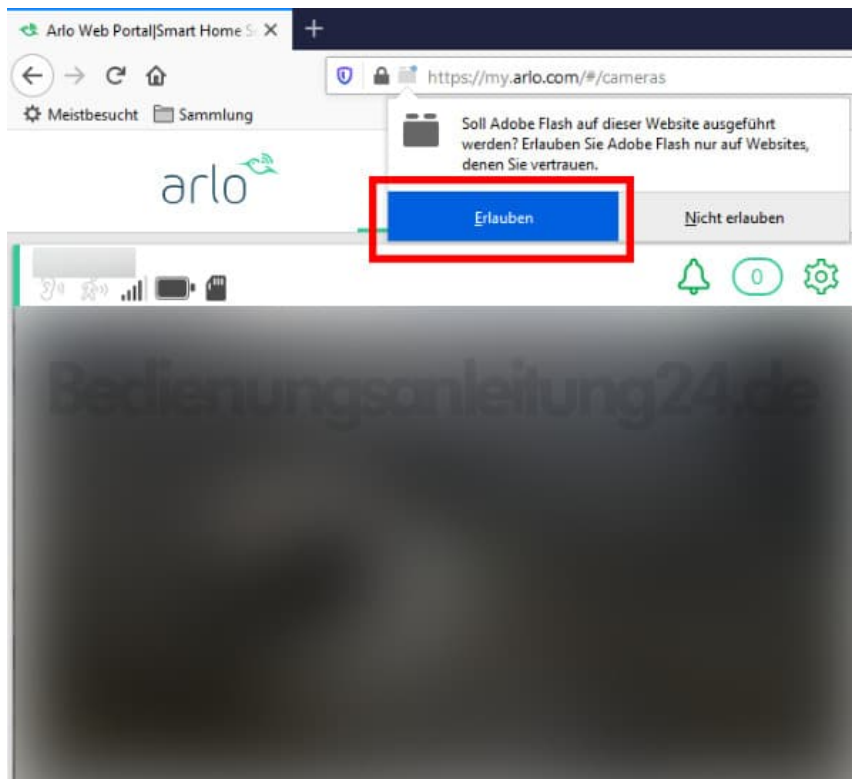 Arlo Web Portal|Smart Home S
https://my.arlo.com/#/cameras
Meistbesucht Sammlung
Soll Adobe Flash auf dieser Website ausgeführt
werden? Erlauben Sie Adobe Flash nur auf Websites,
denen Sie vertrauen.
arlo
Erlauben Nicht erlauben
0
Bedienungsanleitung24.de